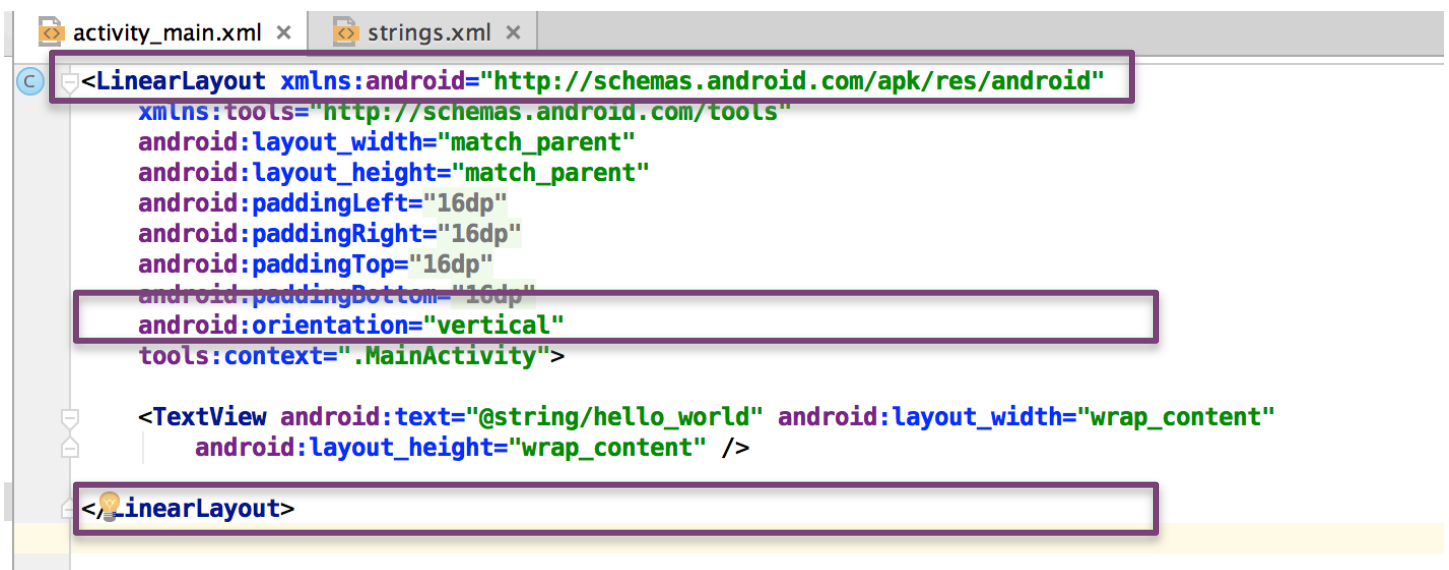 activity_main.xml × strings.xml ×
C <LinearLayout xmlns:android="http://schemas.android.com/apk/res/android"
xmlns:tools="http://schemas.android.com/tools"
android:layout_width="match_parent"
android:layout_height="match_parent"
android:paddingLeft="16dp"
android:paddingRight="16dp"
android:paddingTop="16dp"
android:paddingBottom="16dp"
android:orientation="vertical"
tools:context=".MainActivity">
<TextView android:text="@string/hello_world" android:layout_width="wrap_content"
android:layout_height="wrap_content" />
</LinearLayout>